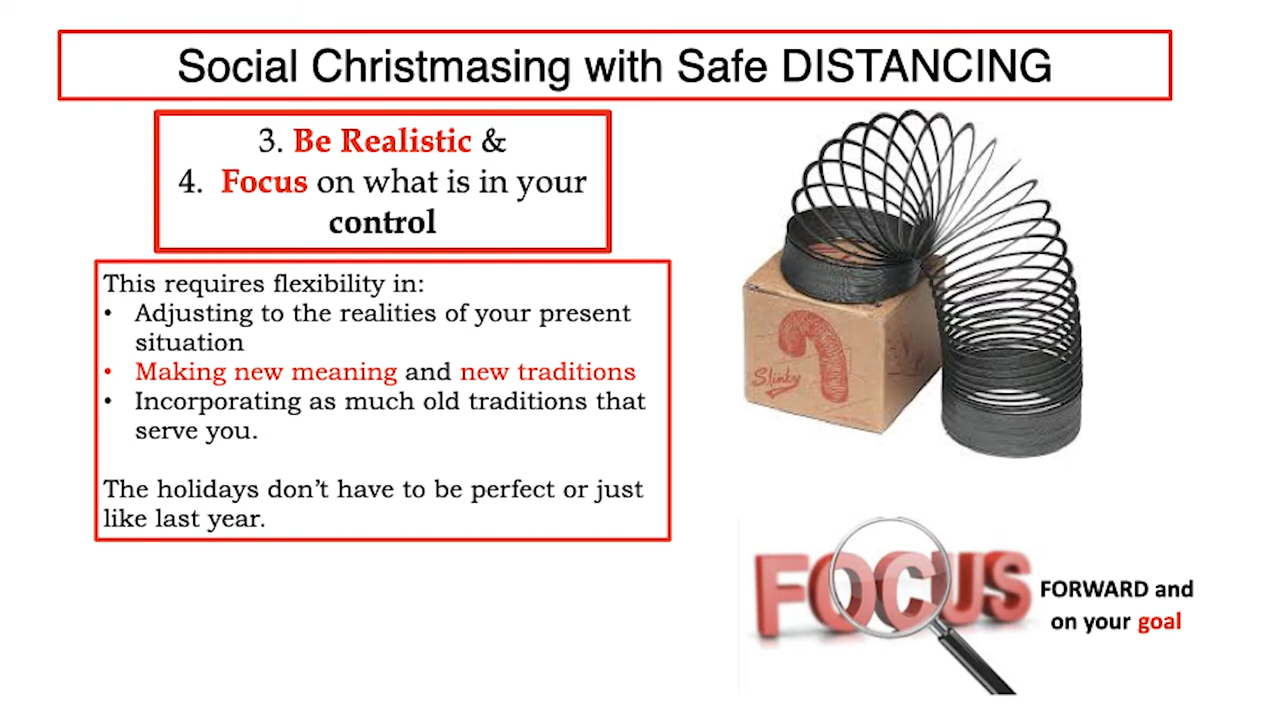 Social Christmasing with Safe DISTANCING
3. Be Realistic &
4. Focus on what is in your
control
This requires flexibility in:
• Adjusting to the realities of your present
situation
• Making new meaning and new traditions
• Incorporating as much old traditions that
serve you.
The holidays don't have to be perfect or just
like last year.
Slinky
FOCUS
FORWARD and
on your goal